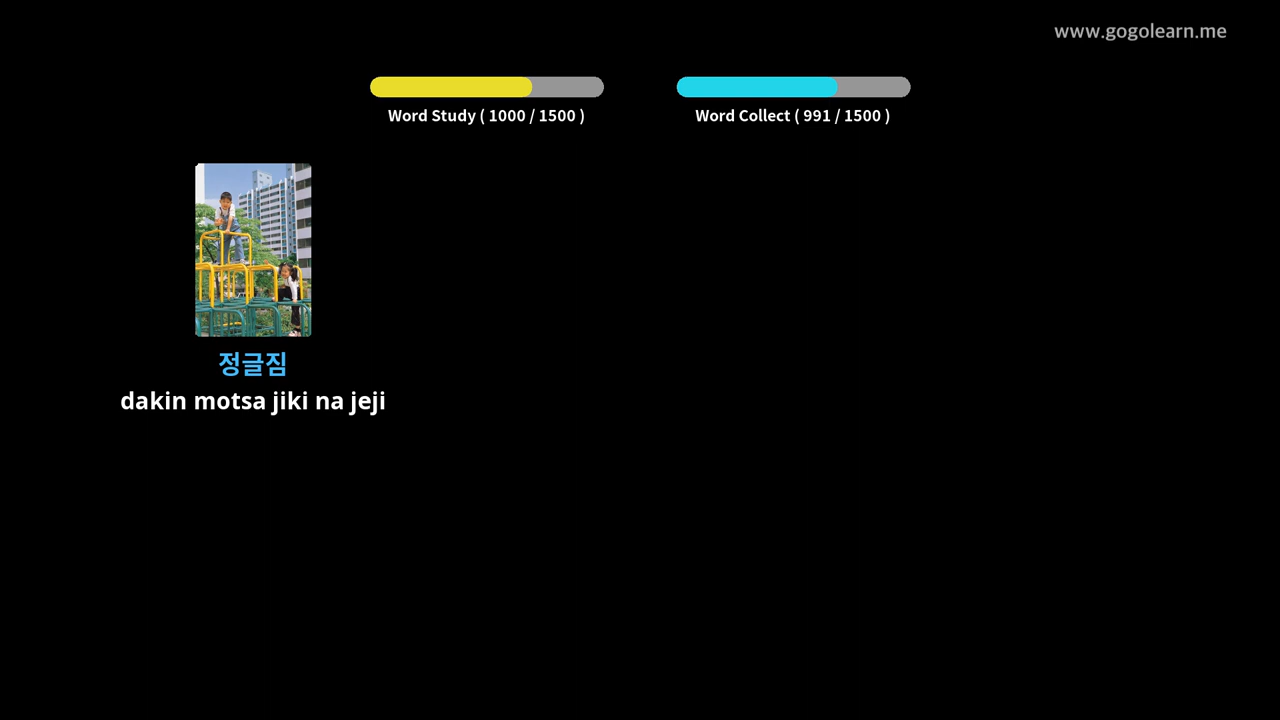 www.gogolearn.me
Word Study ( 1000 / 1500 )
Word Collect ( 991 / 1500 )
정글짐
dakin motsa jiki na jeji